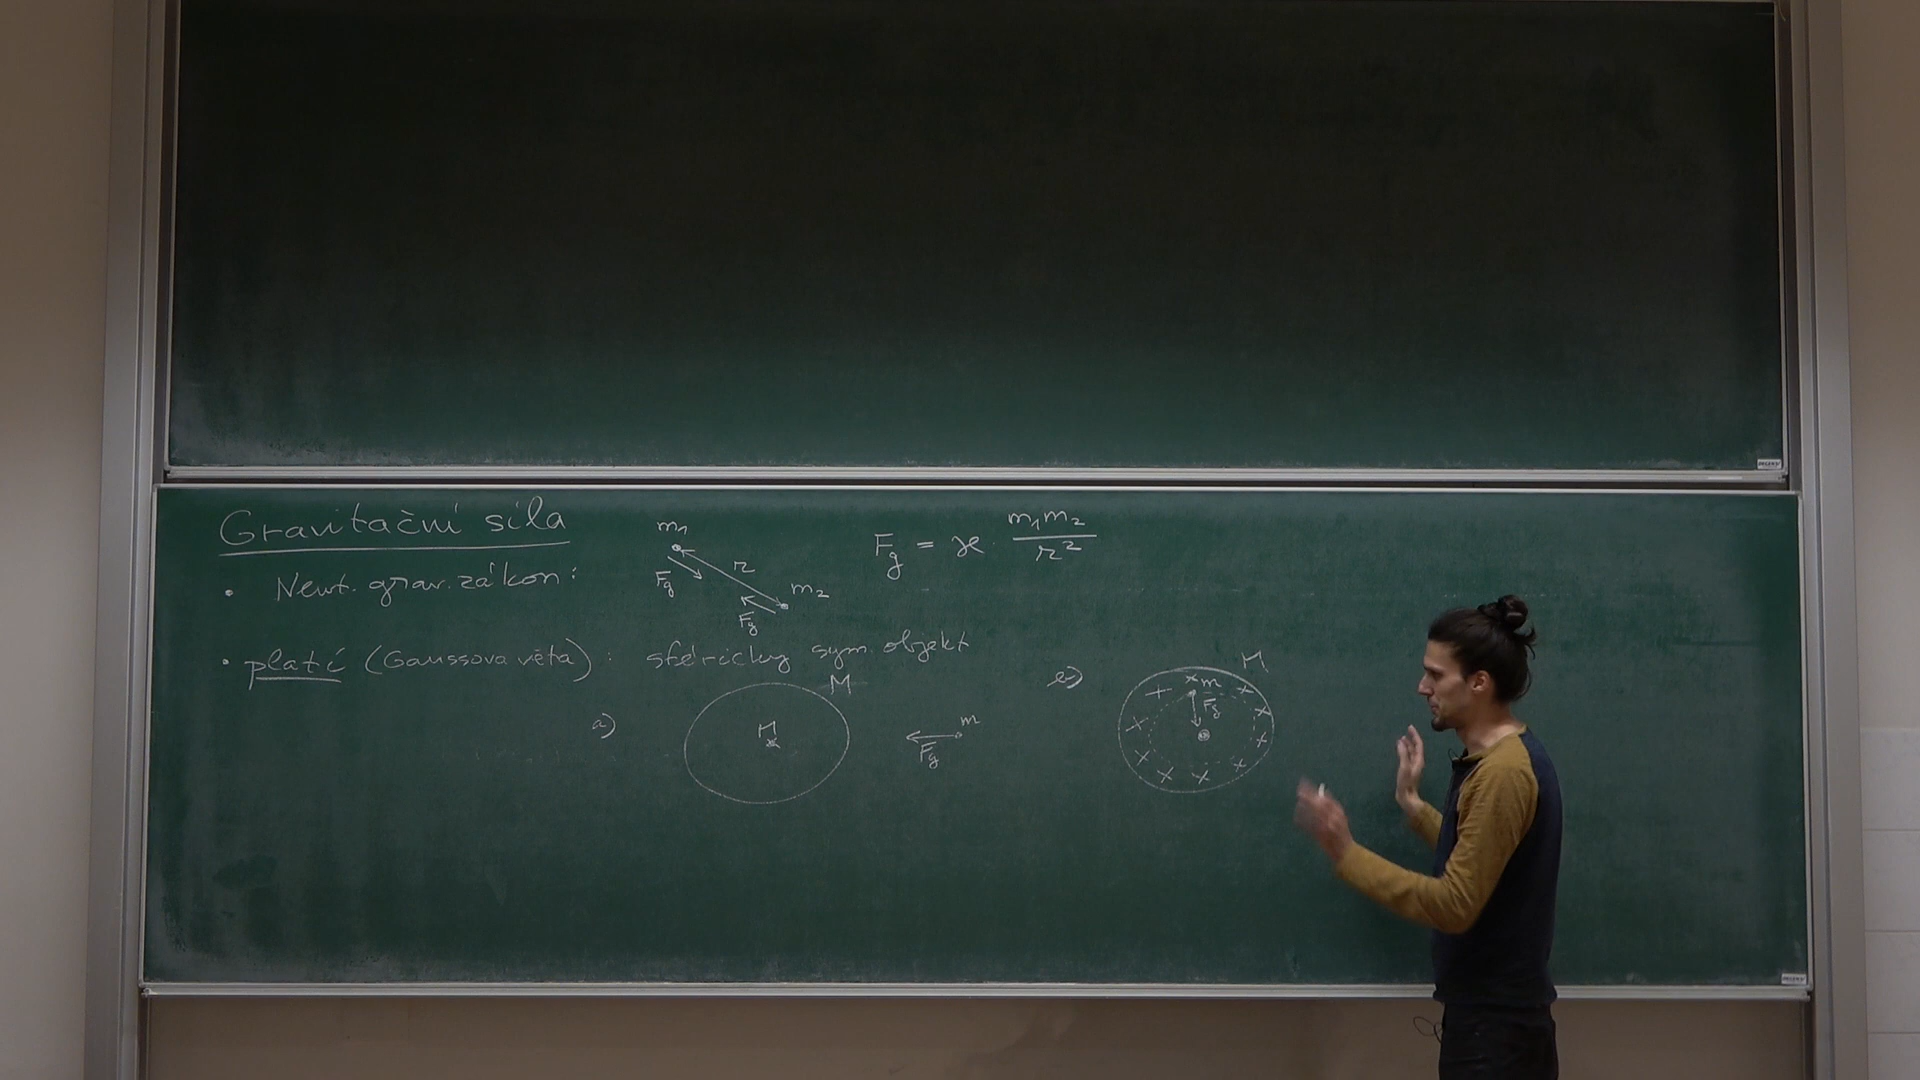 Gravitační síla
• Newt. grav. zákon:
m₁
r
m₂
Fg
Fg
Fg = ϰ · m₁m₂ / r²
• platí (Gaussova věta): sféricky sym. objekt
a)
M
M
m
Fg
M
m
Fg